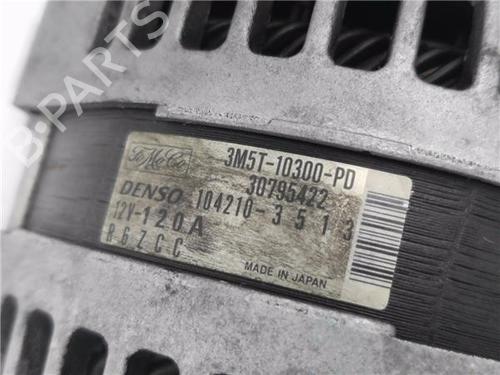 FoMoCo
3M5T-10300-PD
30795422
DENSO 104210-3513
12V-120A
R6ZCC
MADE IN JAPAN
B-PARTS